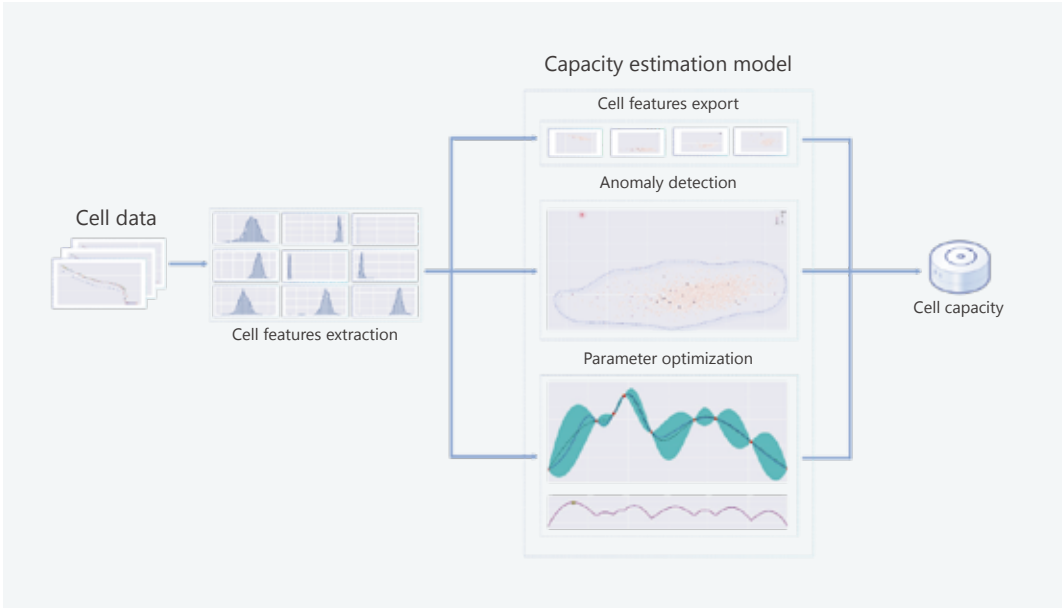 Capacity estimation model
Cell features export
Anomaly detection
Cell data
Cell features extraction
Cell capacity
Parameter optimization